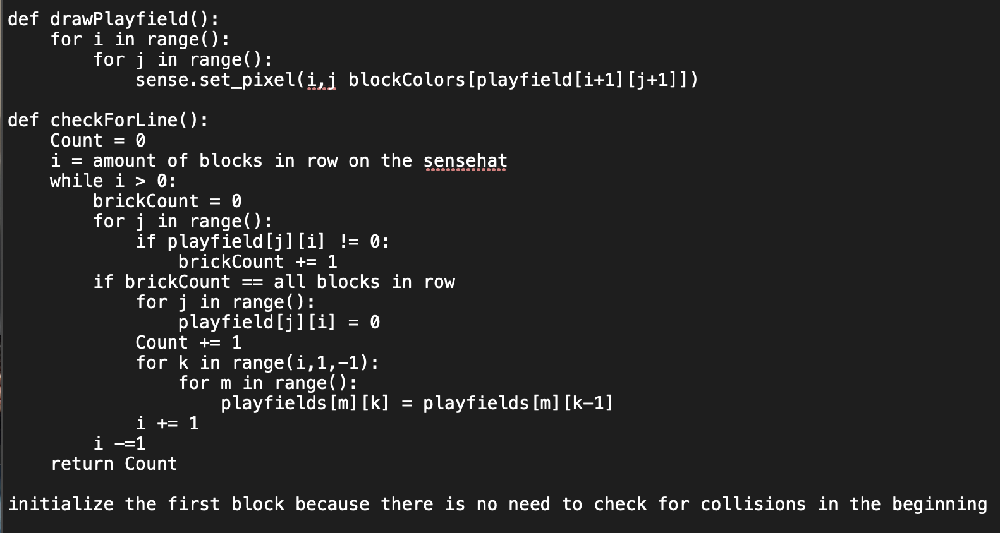 def drawPlayfield():
    for i in range():
        for j in range():
            sense.set_pixel(i,j blockColors[playfield[i+1][j+1]])

def checkForLine():
    Count = 0
    i = amount of blocks in row on the sensehat
    while i > 0:
        brickCount = 0
        for j in range():
            if playfield[j][i] != 0:
                brickCount += 1
        if brickCount == all blocks in row
            for j in range():
                playfield[j][i] = 0
            Count += 1
            for k in range(i,1,-1):
                for m in range():
                    playfields[m][k] = playfields[m][k-1]
            i += 1
        i -=1
    return Count

initialize the first block because there is no need to check for collisions in the beginning